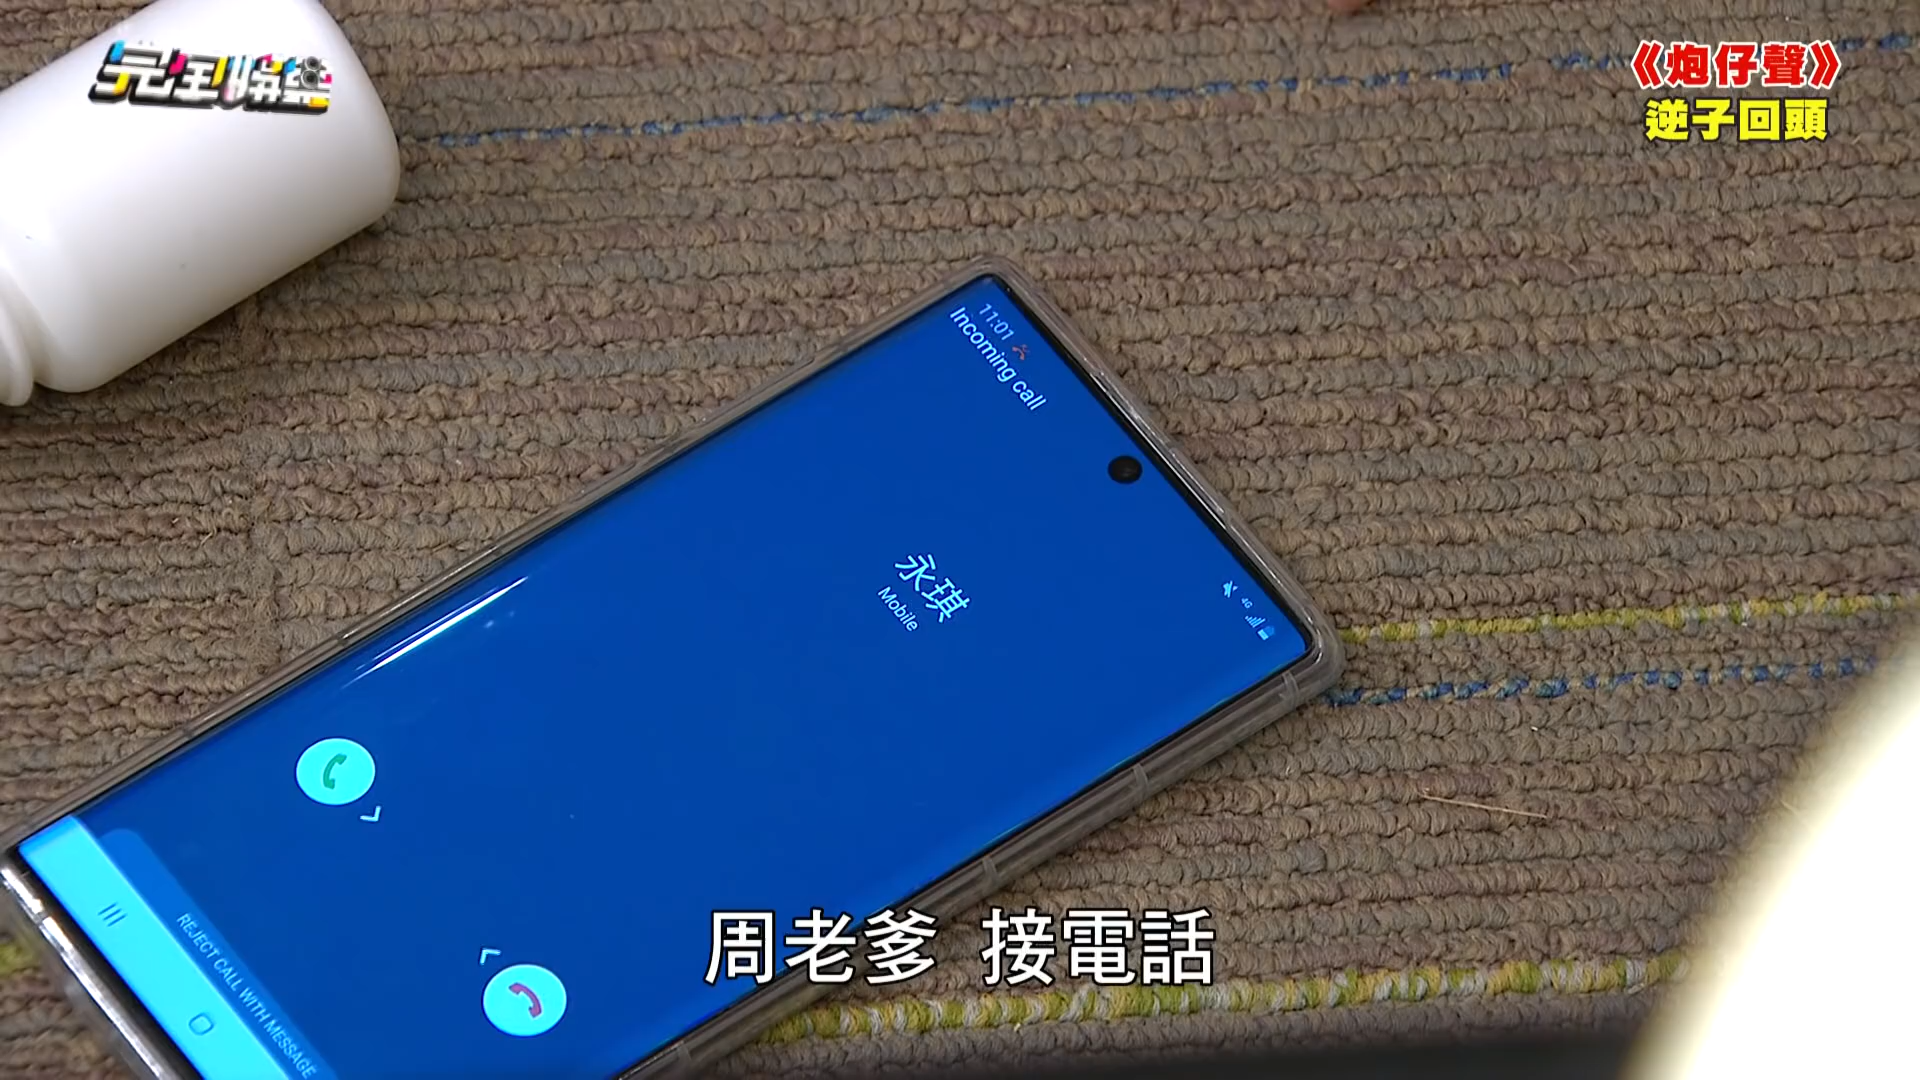 完全娛樂
《炮仔聲》
逆子回頭
11:01
Incoming call
4G
永琪
Mobile
REJECT CALL WITH MESSAGE
周老爹 接電話